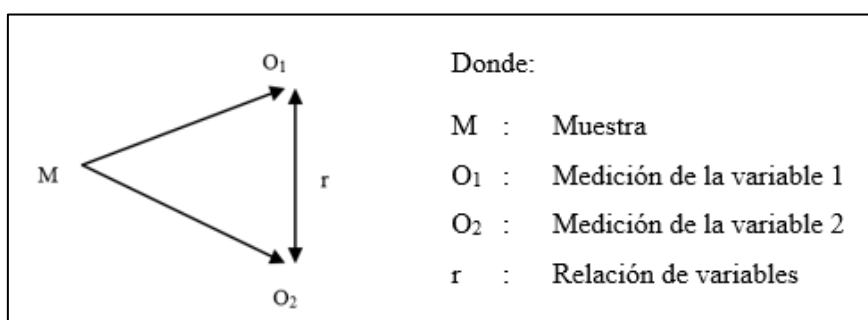 O₁
M
r
O₂
Donde:
M : Muestra
O₁ : Medición de la variable 1
O₂ : Medición de la variable 2
r : Relación de variables